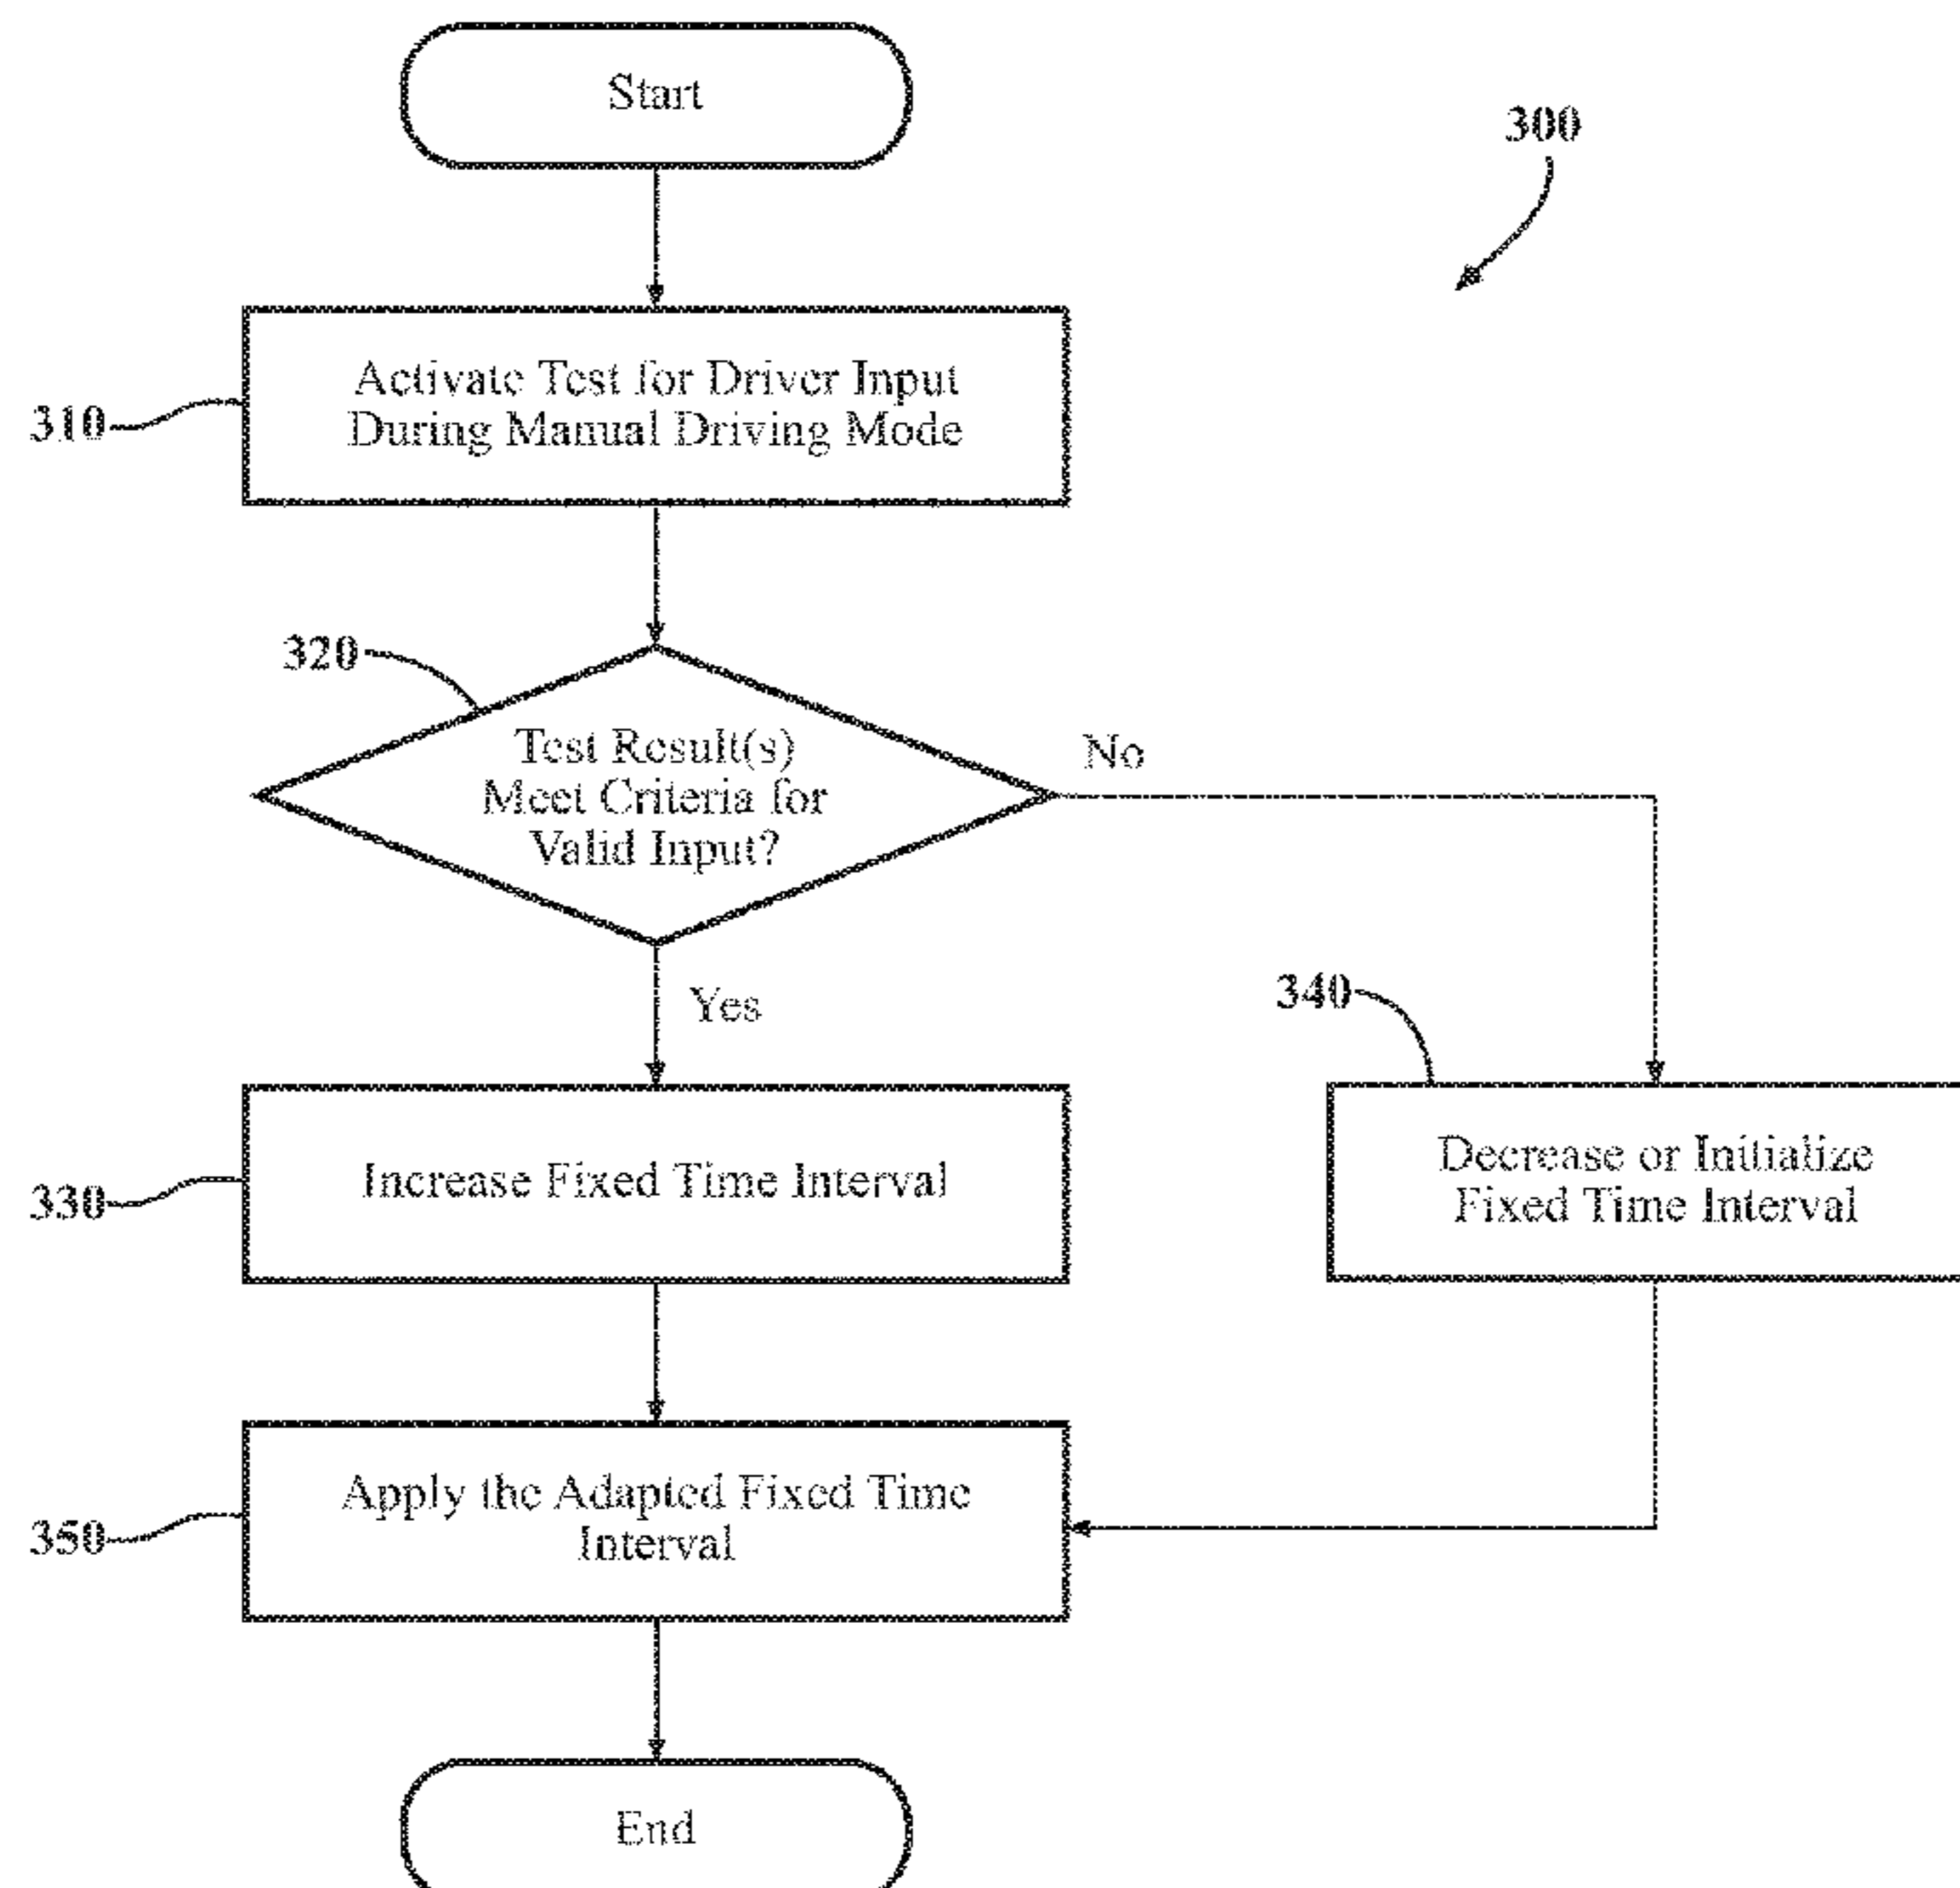 Start
300
Activate Test for Driver Input
During Manual Driving Mode
310
320
Test Result(s)
Meet Criteria for
Valid Input?
No
Yes
340
Increase Fixed Time Interval
330
Decrease or Initialize
Fixed Time Interval
Apply the Adapted Fixed Time
Interval
350
End